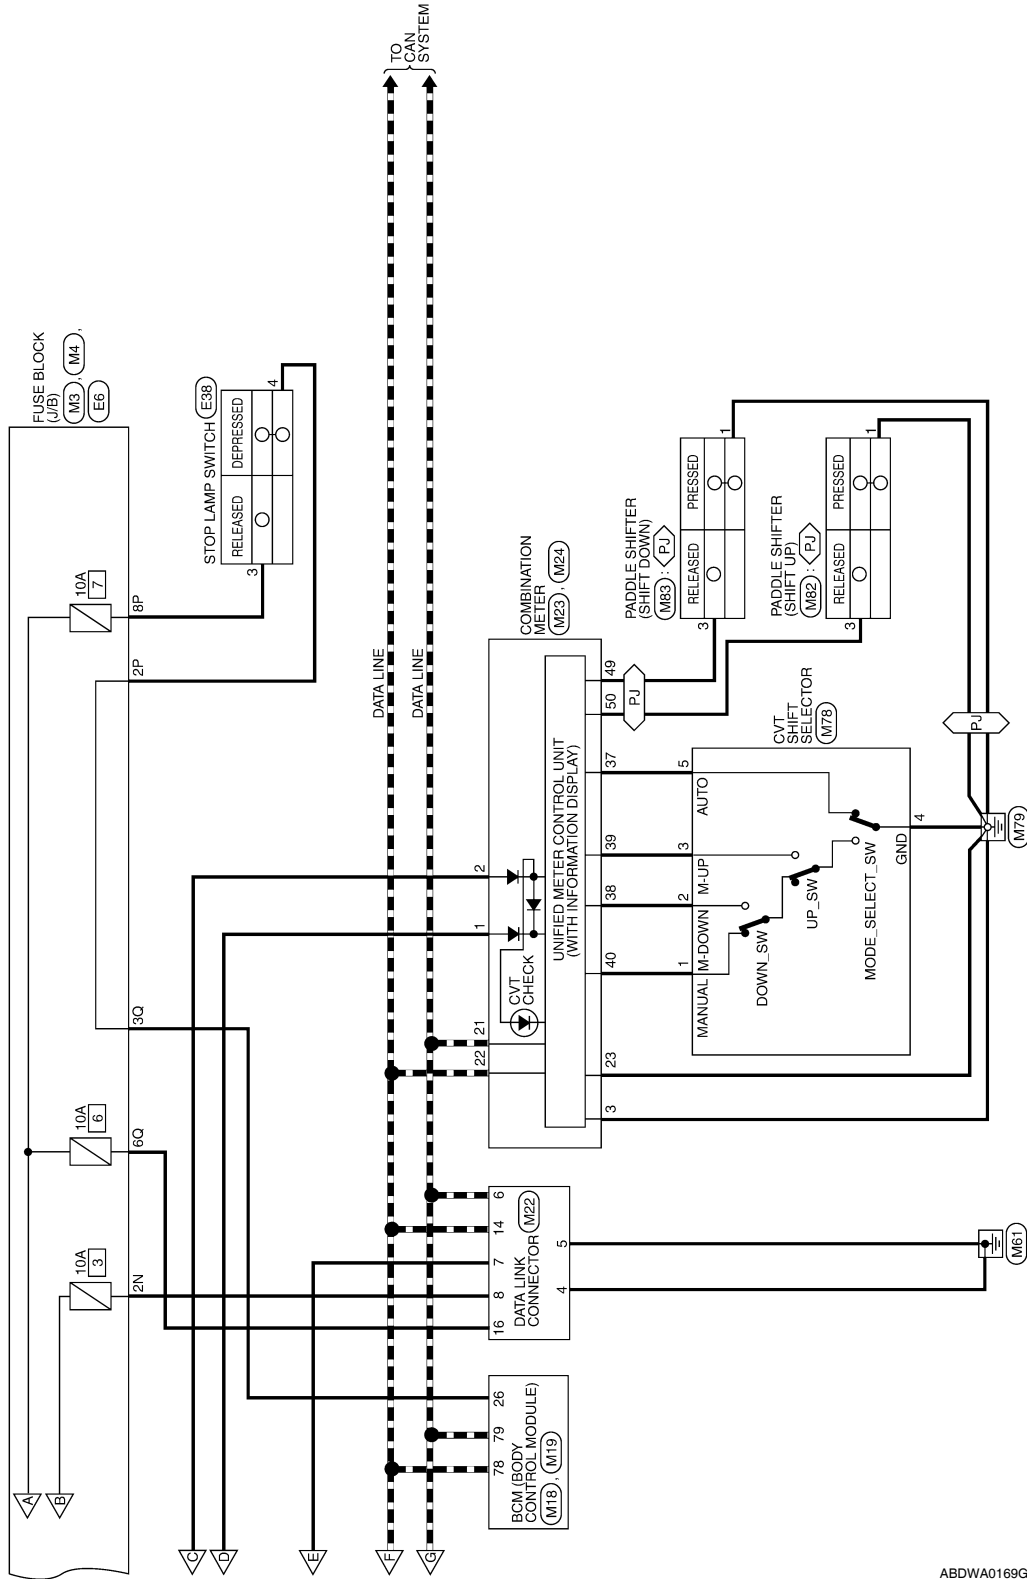 FUSE BLOCK
(J/B)
M3 , M4 ,
E6
10A
7
8P
2P
3Q
10A
6
6Q
10A
3
2N
A
B
STOP LAMP SWITCH E38
RELEASED
DEPRESSED
3
4
C
D
E
F
G
DATA LINE
DATA LINE
TO
CAN
SYSTEM
COMBINATION
METER
M23 , M24
2
1
21
22
CVT
CHECK
UNIFIED METER CONTROL UNIT
(WITH INFORMATION DISPLAY)
3
23
40
38
39
37
50
49
PJ
PADDLE SHIFTER
(SHIFT DOWN)
M83 : PJ
RELEASED
PRESSED
3
1
PADDLE SHIFTER
(SHIFT UP)
M82 : PJ
RELEASED
PRESSED
3
1
CVT
SHIFT
SELECTOR
M78
1
2
3
5
MANUAL
M-DOWN
M-UP
AUTO
DOWN_SW
UP_SW
MODE_SELECT_SW
GND
4
PJ
M79
DATA LINK
CONNECTOR M22
16
8
7
14
6
4
5
M61
BCM (BODY
CONTROL MODULE)
M18 , M19
78
79
26
ABDWA0169G